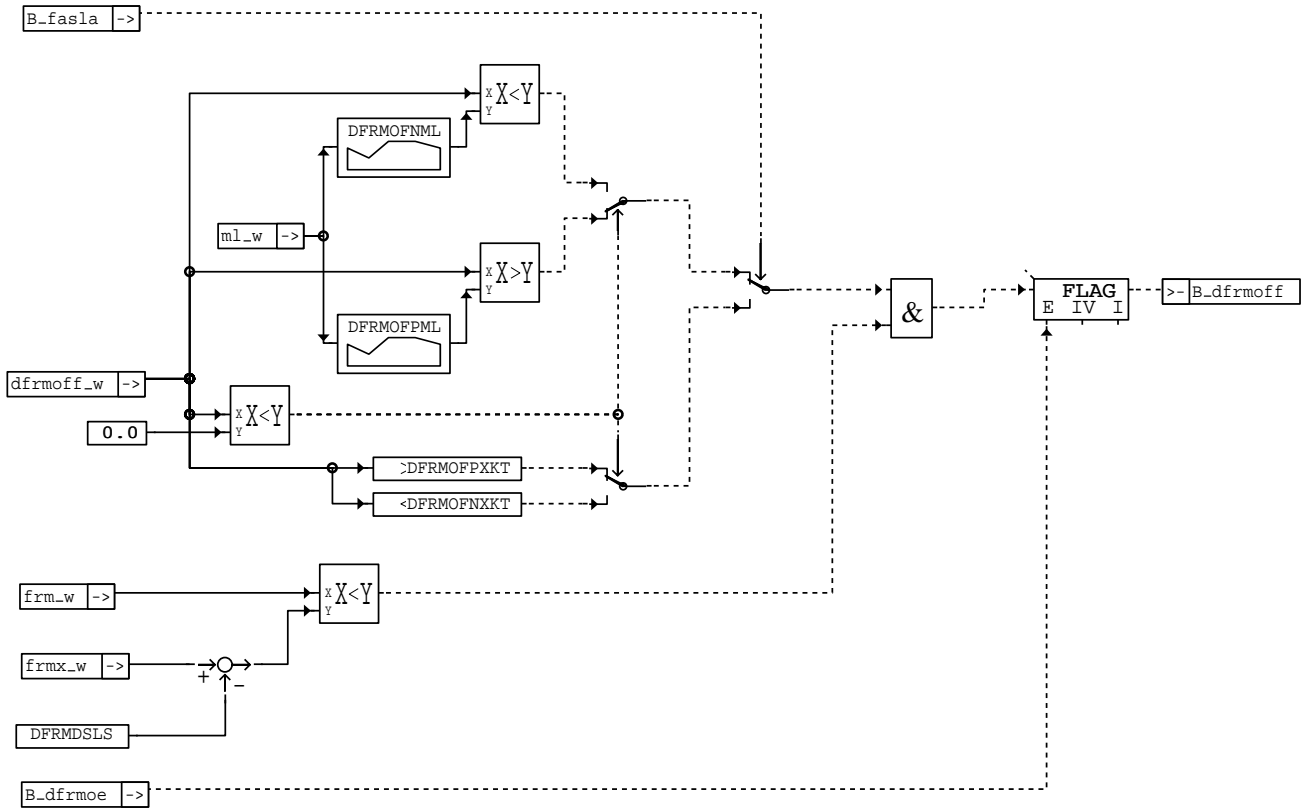 B_fasla ->
X X<Y
Y
DFRMOFNML
ml_w ->
X X>Y
Y
DFRMOFPML
FLAG
E IV I
>- B_dfrmoff
&
dfrmoff_w ->
X X<Y
Y
0.0
>DFRMOFPXKT
<DFRMOFNXKT
frm_w ->
X X<Y
Y
frmx_w ->
+ -
DFRMDSLS
B_dfrmoe ->